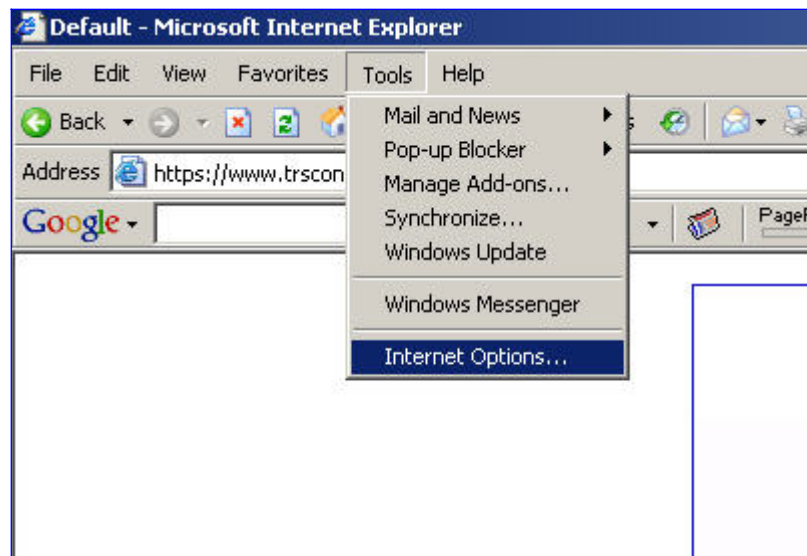 Default - Microsoft Internet Explorer
File Edit View Favorites Tools Help
Back
Address https://www.trscon
Google
PageR
Mail and News
Pop-up Blocker
Manage Add-ons...
Synchronize...
Windows Update
Windows Messenger
Internet Options...